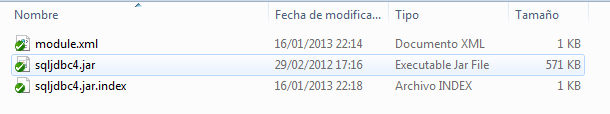 Nombre Fecha de modifica... Tipo Tamaño
module.xml 16/01/2013 22:14 Documento XML 1 KB
sqljdbc4.jar 29/02/2012 17:16 Executable Jar File 571 KB
sqljdbc4.jar.index 16/01/2013 22:18 Archivo INDEX 1 KB